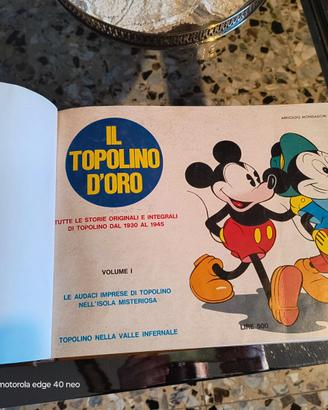 ARNOLDO MONDADORI
IL
TOPOLINO
D'ORO
TUTTE LE STORIE ORIGINALI E INTEGRALI
DI TOPOLINO DAL 1930 AL 1945
VOLUME I
LE AUDACI IMPRESE DI TOPOLINO
NELL'ISOLA MISTERIOSA
LIRE 500
TOPOLINO NELLA VALLE INFERNALE
motorola edge 40 neo